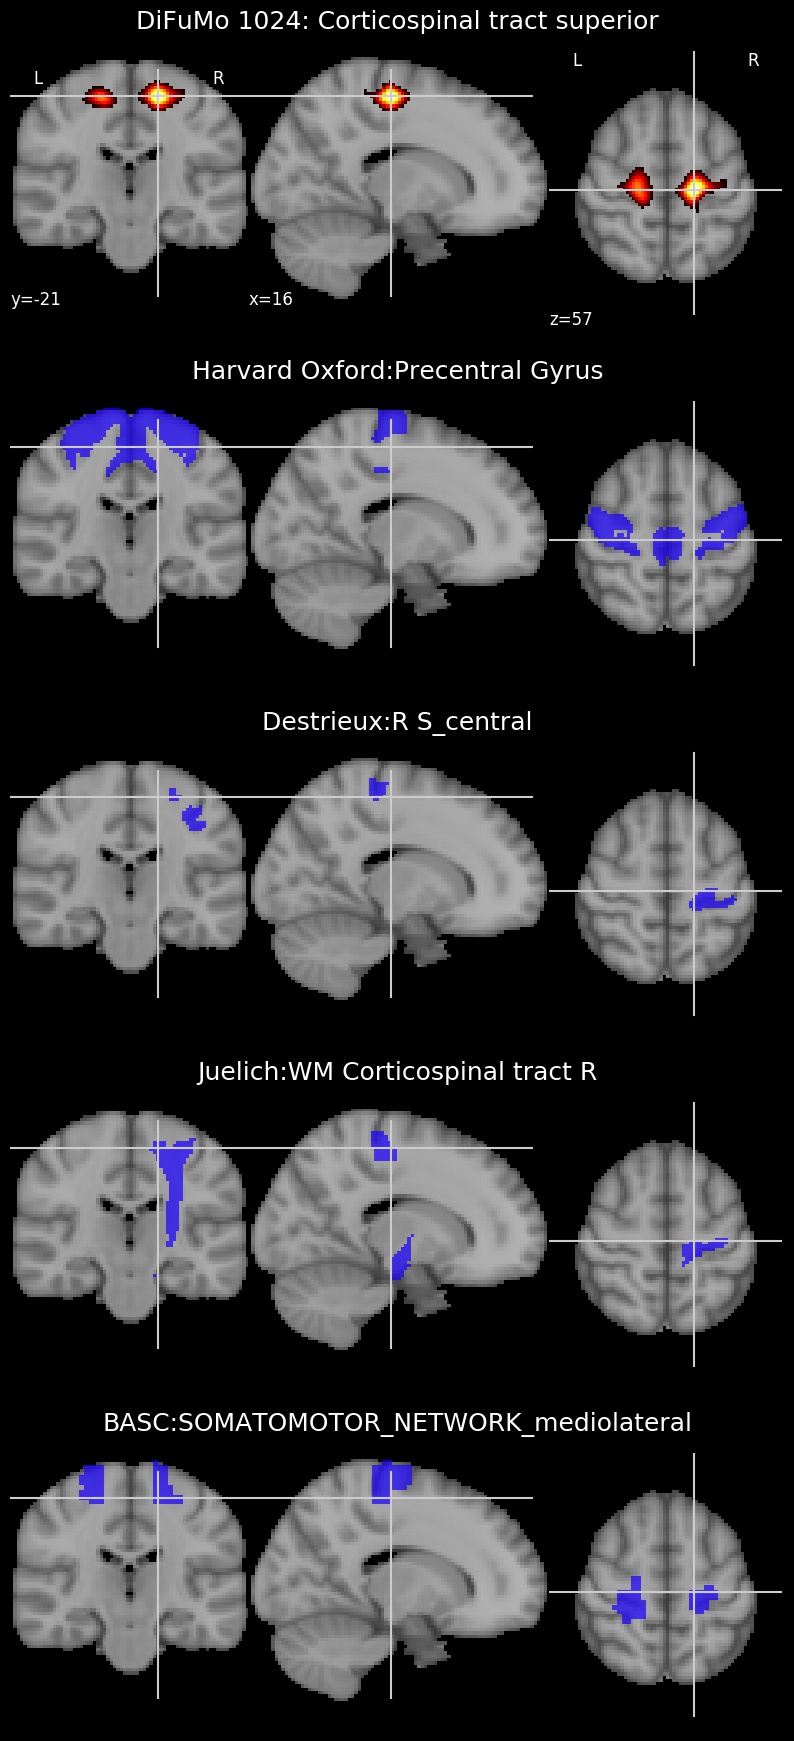 DiFuMo 1024: Corticospinal tract superior
L
R
L
R
y=-21
x=16
z=57
Harvard Oxford:Precentral Gyrus
Destrieux:R S_central
Juelich:WM Corticospinal tract R
BASC:SOMATOMOTOR_NETWORK_mediolateral